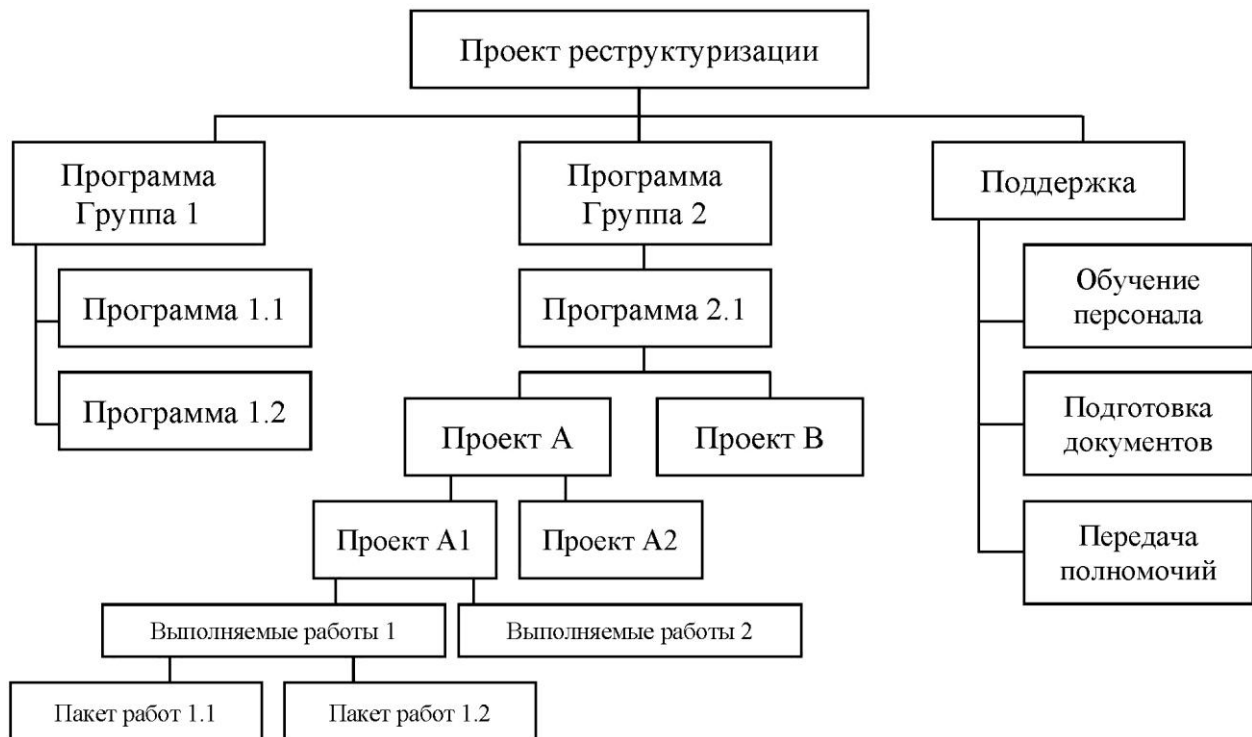 Проект реструктуризации
Программа
Группа 1
Программа
Группа 2
Поддержка
Программа 1.1
Программа 2.1
Обучение
персонала
Программа 1.2
Проект А
Проект В
Подготовка
документов
Проект А1
Проект А2
Передача
полномочий
Выполняемые работы 1
Выполняемые работы 2
Пакет работ 1.1
Пакет работ 1.2